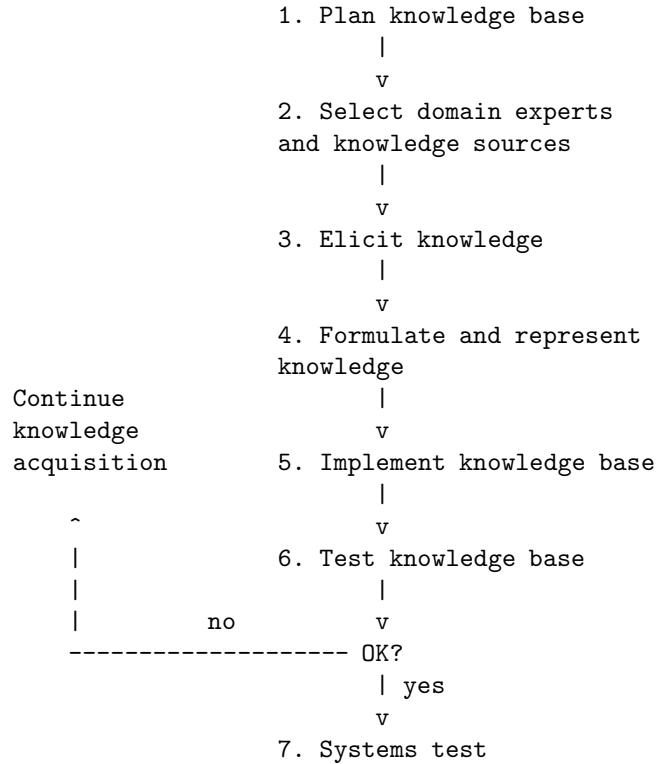 1. Plan knowledge base
|
v
2. Select domain experts
and knowledge sources
|
v
3. Elicit knowledge
|
v
4. Formulate and represent
knowledge
Continue |
knowledge v
acquisition 5. Implement knowledge base
|
^ v
| 6. Test knowledge base
| |
| no v
-------------------- OK?
| yes
v
7. Systems test